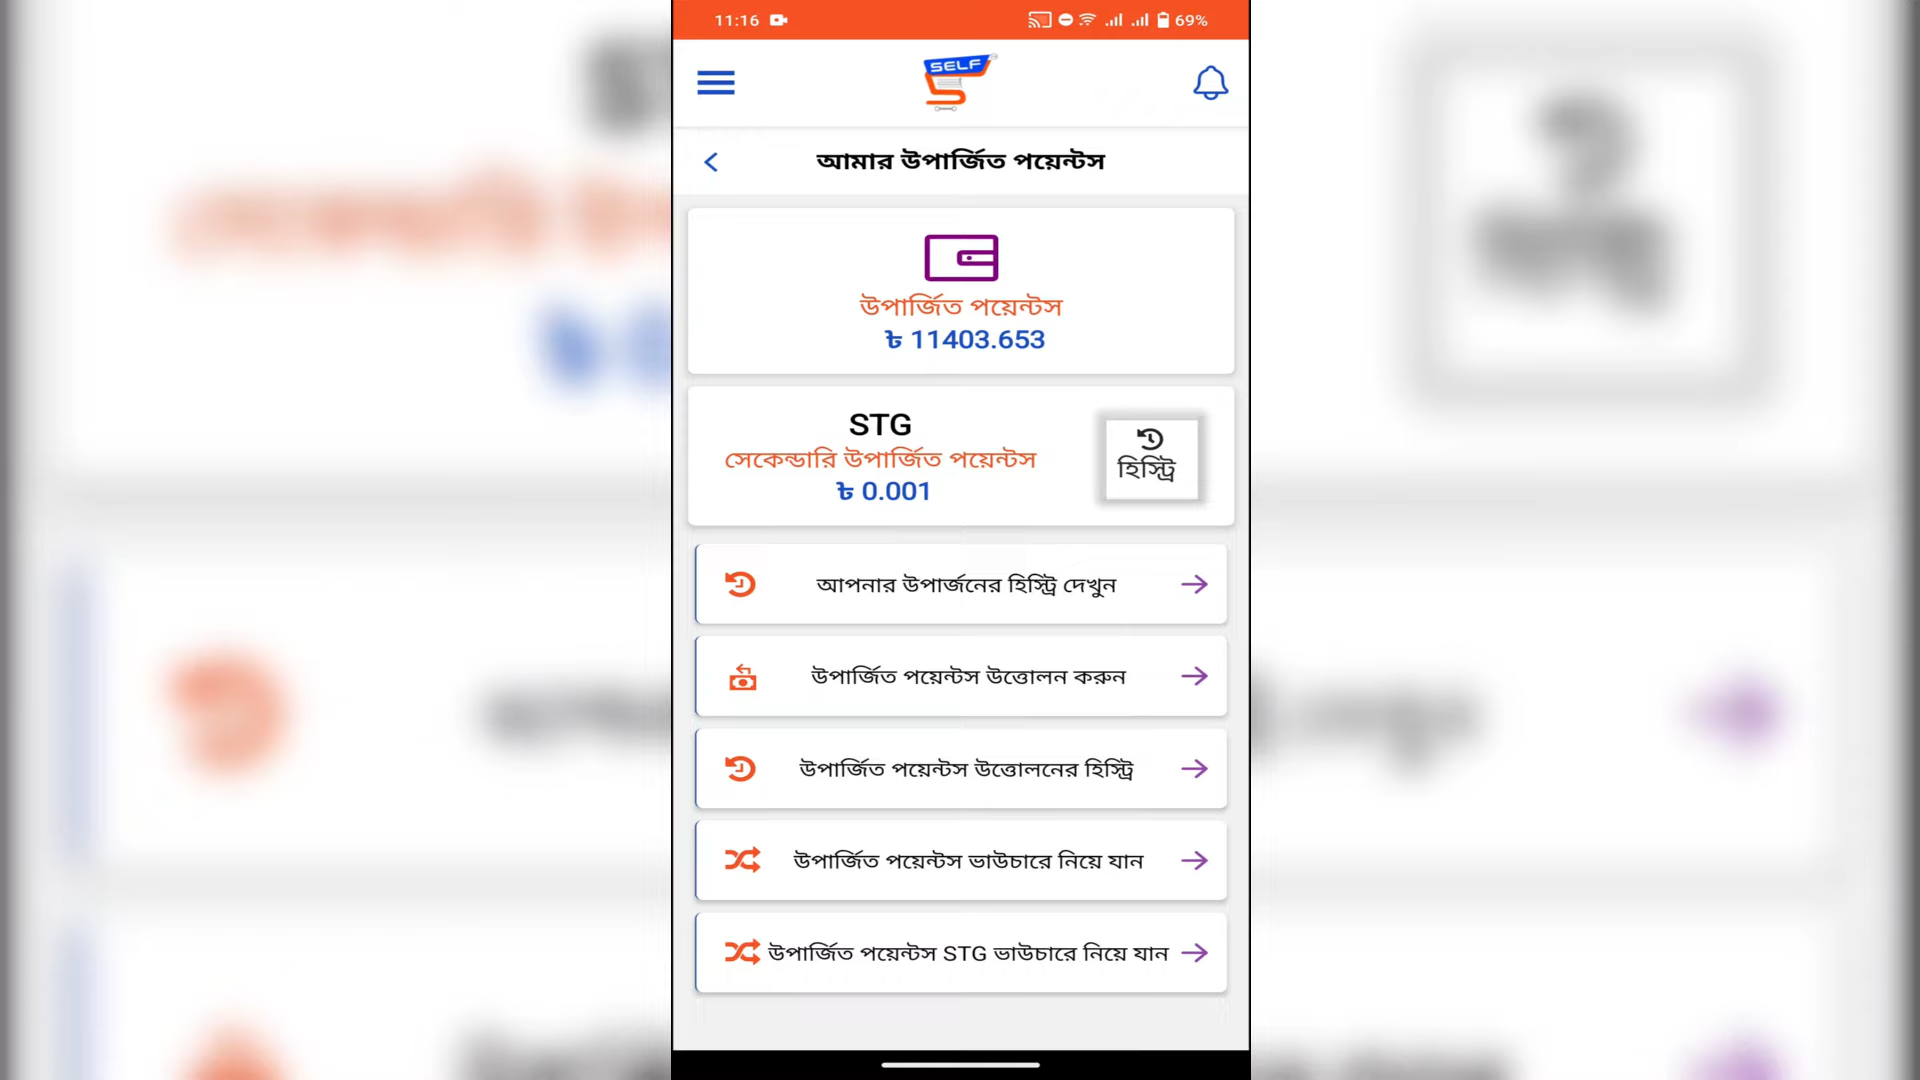 11:16
69%
SELF
আমার উপার্জিত পয়েন্টস
উপার্জিত পয়েন্টস
৳ 11403.653
STG
সেকেন্ডারি উপার্জিত পয়েন্টস
৳ 0.001
হিস্ট্রি
আপনার উপার্জনের হিস্ট্রি দেখুন
উপার্জিত পয়েন্টস উত্তোলন করুন
উপার্জিত পয়েন্টস উত্তোলনের হিস্ট্রি
উপার্জিত পয়েন্টস ভাউচারে নিয়ে যান
উপার্জিত পয়েন্টস STG ভাউচারে নিয়ে যান